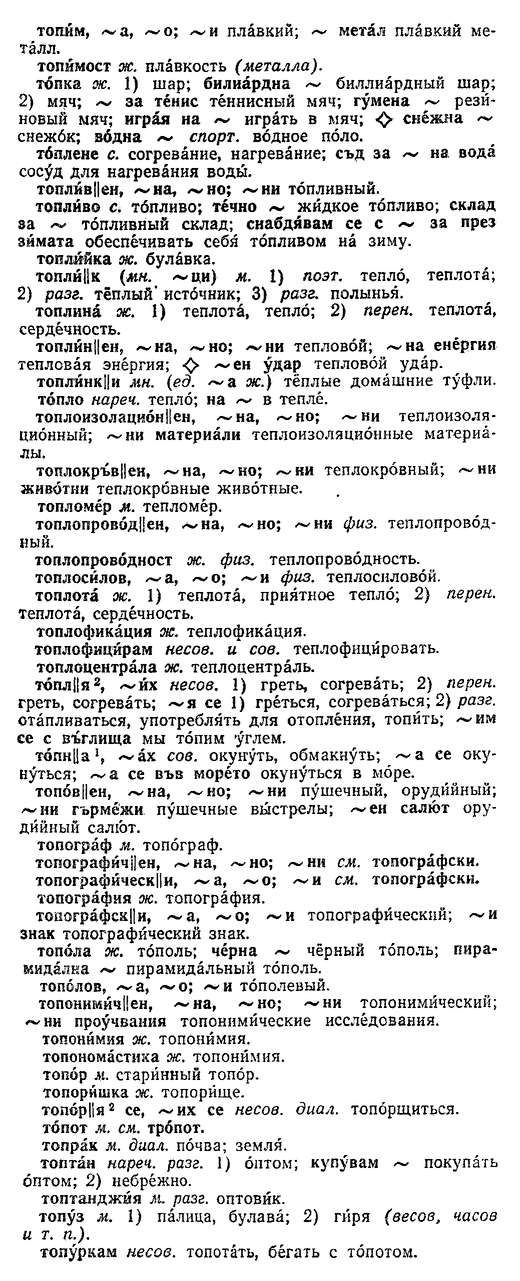 топи́м, ~а, ~о; ~и пла́вкий; ~ мета́л пла́вкий ме-
та́лл.
топи́мост ж. пла́вкость (металла).
то́пка ж. 1) шар; билиа́рдна ~ биллиа́рдный шар;
2) мяч; ~ за те́нис те́ннисный мяч; гу́мена ~ рези́-
новый мяч; игра́я на ~ игра́ть в мяч; ◇ сне́жна ~
снежо́к; во́дна ~ спорт. во́дное по́ло.
то́плене с. согрева́ние, нагрева́ние; съд за ~ на вода́
сосу́д для нагрева́ния воды́.
топли́в||ен, ~на, ~но; ~ни то́пливный.
топли́во с. то́пливо; те́чно ~ жи́дкое то́пливо; склад
за ~ то́пливный склад; снабдя́вам се с ~ за през
зи́мата обеспе́чивать себя́ то́пливом на́ зиму.
топли́йка ж. була́вка.
топли́||к (мн. ~ци) м. 1) поэт. тепло́, теплота́;
2) разг. тёплый источник; 3) разг. полынья́.
топлина́ ж. 1) теплота́, тепло́; 2) перен. теплота́,
серде́чность.
топли́н||ен, ~на, ~но; ~ни теплово́й; ~на ене́ргия
теплова́я эне́ргия; ◇ ~ен у́дар теплово́й уда́р.
топли́нк||и мн. (ед. ~а ж.) тёплые дома́шние ту́фли.
то́пло нареч. тепло́; на ~ в тепле́.
топлоизолацио́н||ен, ~на, ~но; ~ни теплоизоля-
цио́нный; ~ни материа́ли теплоизоляцио́нные материа́-
лы.
топлокръ́в||ен, ~на, ~но; ~ни теплокро́вный; ~ни
живо́тни теплокро́вные живо́тные.
топломе́р м. тепломе́р.
топлопрово́д||ен, ~на, ~но; ~ни физ. теплопрово́д-
ный.
топлопрово́дност ж. физ. теплопрово́дность.
топлоси́лов, ~а, ~о; ~и физ. теплосилово́й.
топлота́ ж. 1) теплота́, прия́тное тепло́; 2) перен.
теплота́, серде́чность.
топлофика́ция ж. теплофика́ция.
топлофици́рам несов. и сов. теплофици́ровать.
топлоцентра́ла ж. теплоцентра́ль.
то́пл||я², ~их несов. 1) греть, согрева́ть; 2) перен.
греть, согрева́ть; ~я се 1) гре́ться, согрева́ться; 2) разг.
ота́пливаться, употребля́ть для отопле́ния, топи́ть; ~им
се с въ́глища мы то́пим у́глем.
то́пн||а¹, ~ах сов. окуну́ть, обмакну́ть; ~а се оку-
ну́ться; ~а се във море́то окуну́ться в мо́ре.
топо́в||ен, ~на, ~но; ~ни пу́шечный, оруди́йный;
~ни гърме́жи пу́шечные вы́стрелы; ~ен салю́т ору-
ди́йный салю́т.
топогра́ф м. топо́граф.
топографи́ч||ен, ~на, ~но; ~ни см. топогра́фски.
топографи́ческ||и, ~а, ~о; ~и см. топогра́фски.
топогра́фия ж. топогра́фия.
топогра́фск||и, ~а, ~о; ~и топографи́ческий; ~и
знак топографи́ческий знак.
топо́ла ж. то́поль; че́рна ~ чёрный то́поль; пира-
мида́лна ~ пирамида́льный то́поль.
топо́лов, ~а, ~о; ~и то́полевый.
топоними́ч||ен, ~на, ~но; ~ни топоними́ческий;
~ни проу́чвания топоними́ческие иссле́дования.
топони́мия ж. топони́мия.
топонома́стика ж. топони́мия.
топо́р м. стари́нный топо́р.
топори́шка ж. топори́ще.
топо́р||я² се, ~их се несов. диал. топо́рщиться.
то́пот м. см. тро́пот.
топра́к м. диал. по́чва; земля́.
топта́н нареч. разг. 1) о́птом; купу́вам ~ покупа́ть
о́птом; 2) небре́жно.
топтанджи́я м. разг. оптови́к.
топу́з м. 1) па́лица, булава́; 2) ги́ря (весов, часов
и т. п.).
топу́ркам несов. топота́ть, бе́гать с то́потом.